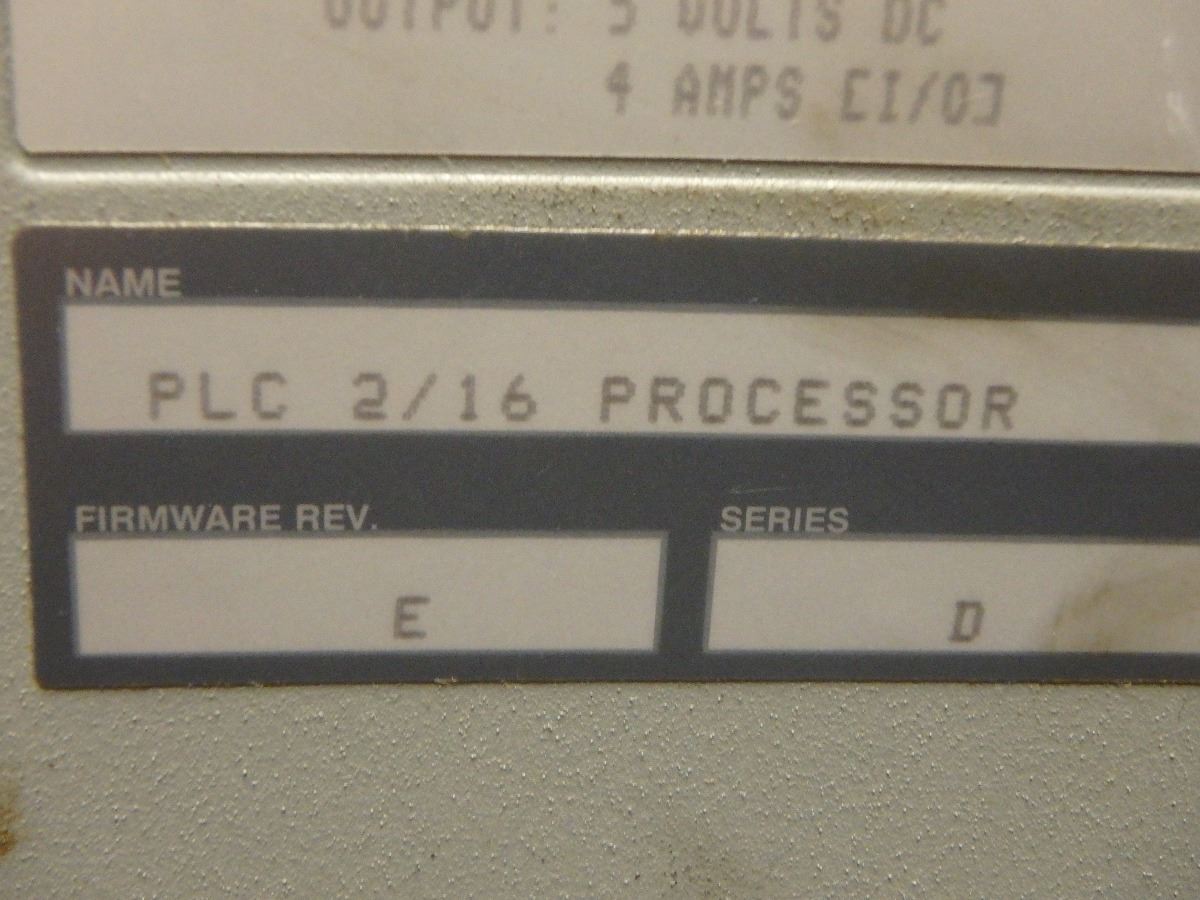 OUTPUT: 5 VOLTS DC
4 AMPS [I/O]
NAME
PLC 2/16 PROCESSOR
FIRMWARE REV. SERIES
E D